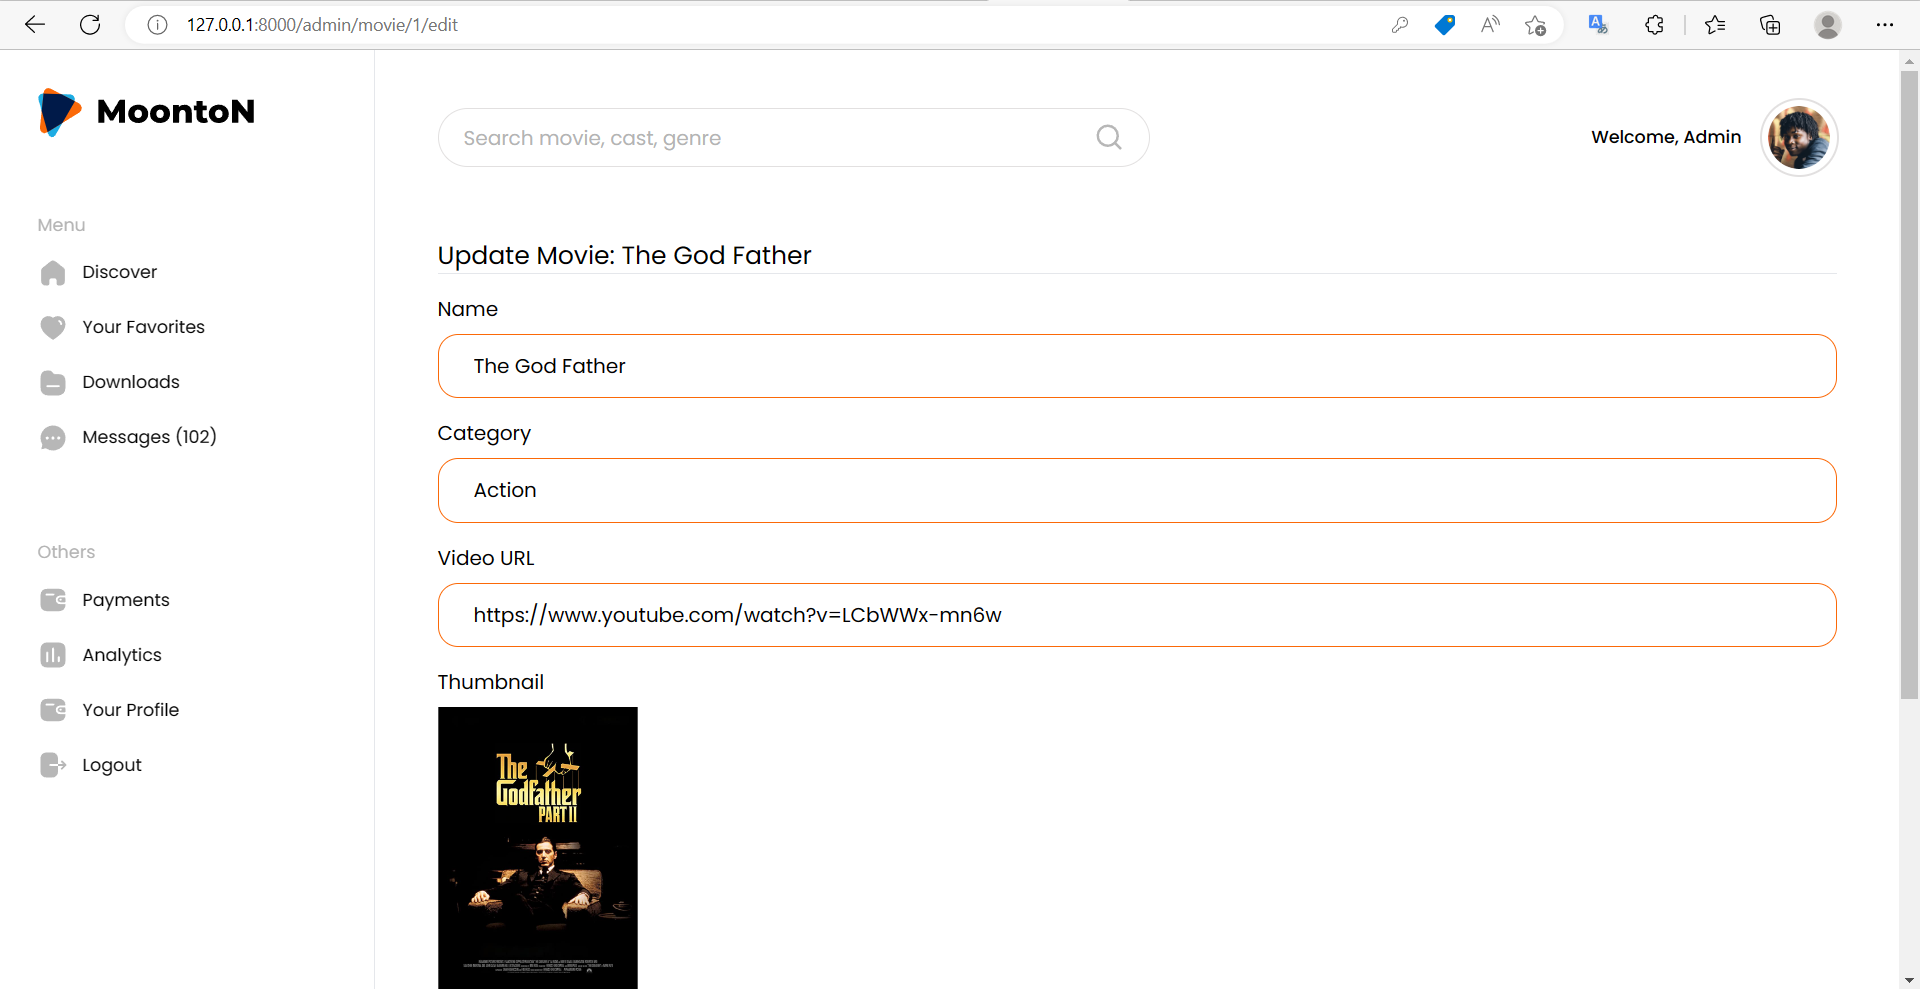 127.0.0.1:8000/admin/movie/1/edit
MoontoN
Search movie, cast, genre
Welcome, Admin
Menu
Discover
Your Favorites
Downloads
Messages (102)
Others
Payments
Analytics
Your Profile
Logout
Update Movie: The God Father
Name
The God Father
Category
Action
Video URL
https://www.youtube.com/watch?v=LCbWWx-mn6w
Thumbnail
The
Godfather
PART II